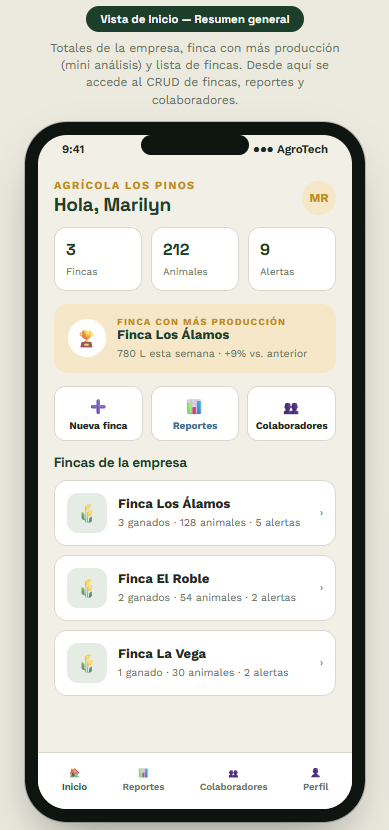 Vista de Inicio — Resumen general
Totales de la empresa, finca con más producción
(mini análisis) y lista de fincas. Desde aquí se
accede al CRUD de fincas, reportes y
colaboradores.
9:41
●●● AgroTech
AGRÍCOLA LOS PINOS
Hola, Marilyn
MR
3
Fincas
212
Animales
9
Alertas
FINCA CON MÁS PRODUCCIÓN
Finca Los Álamos
780 L esta semana · +9% vs. anterior
Nueva finca
Reportes
Colaboradores
Fincas de la empresa
Finca Los Álamos
3 ganados · 128 animales · 5 alertas
›
Finca El Roble
2 ganados · 54 animales · 2 alertas
›
Finca La Vega
1 ganado · 30 animales · 2 alertas
›
Inicio
Reportes
Colaboradores
Perfil